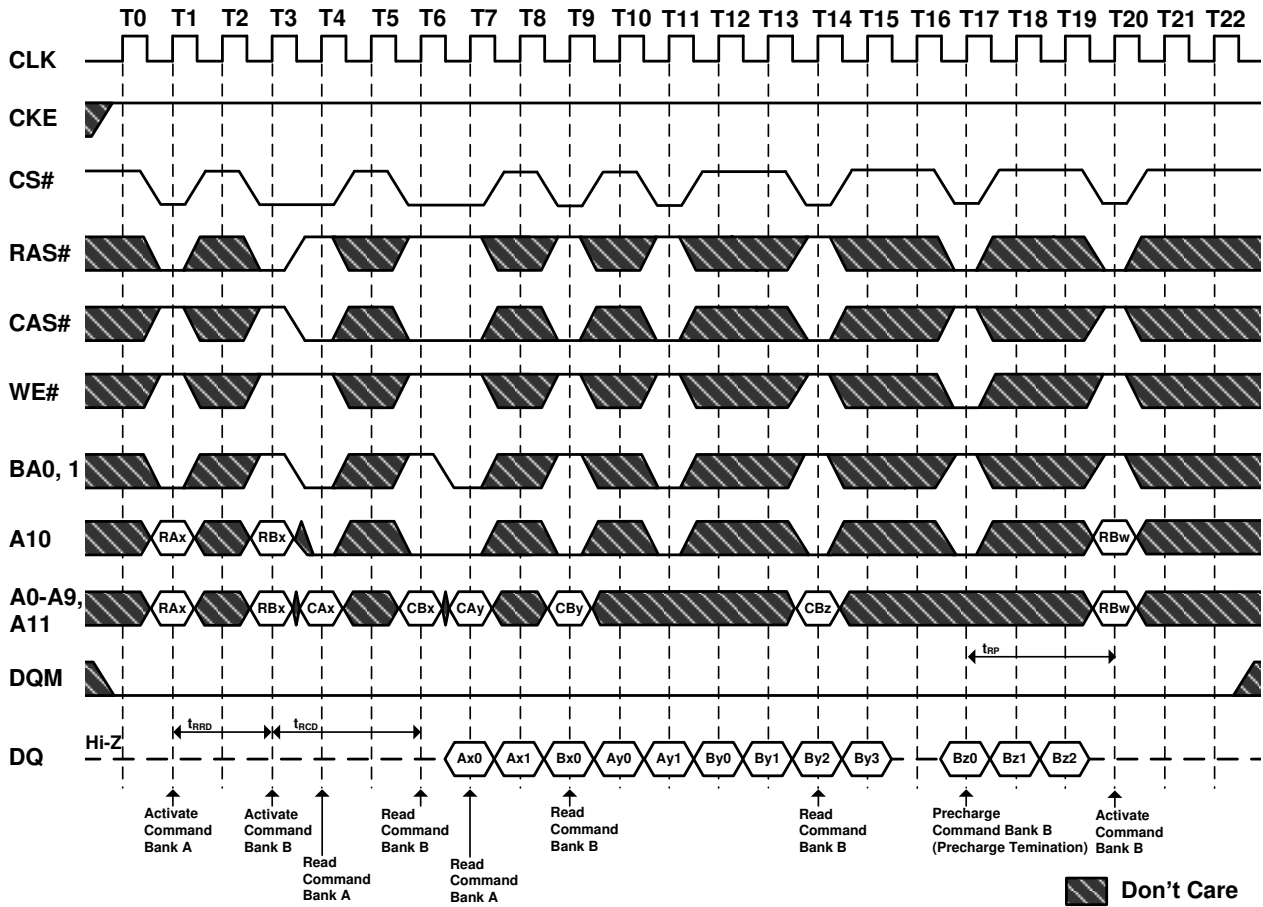 T0 T1 T2 T3 T4 T5 T6 T7 T8 T9 T10 T11 T12 T13 T14 T15 T16 T17 T18 T19 T20 T21 T22
CLK
CKE
CS#
RAS#
CAS#
WE#
BA0, 1
A10 RAx RBx RBw
A0-A9,
A11 RAx RBx CAx CBx CAy CBy CBz RBw
tRP
DQM
tRRD tRCD
Hi-Z
DQ Ax0 Ax1 Bx0 Ay0 Ay1 By0 By1 By2 By3 Bz0 Bz1 Bz2
Activate
Command
Bank A
Activate
Command
Bank B
Read
Command
Bank A
Read
Command
Bank B
Read
Command
Bank A
Read
Command
Bank B
Read
Command
Bank B
Precharge
Command Bank B
(Precharge Temination)
Activate
Command
Bank B
Don't Care